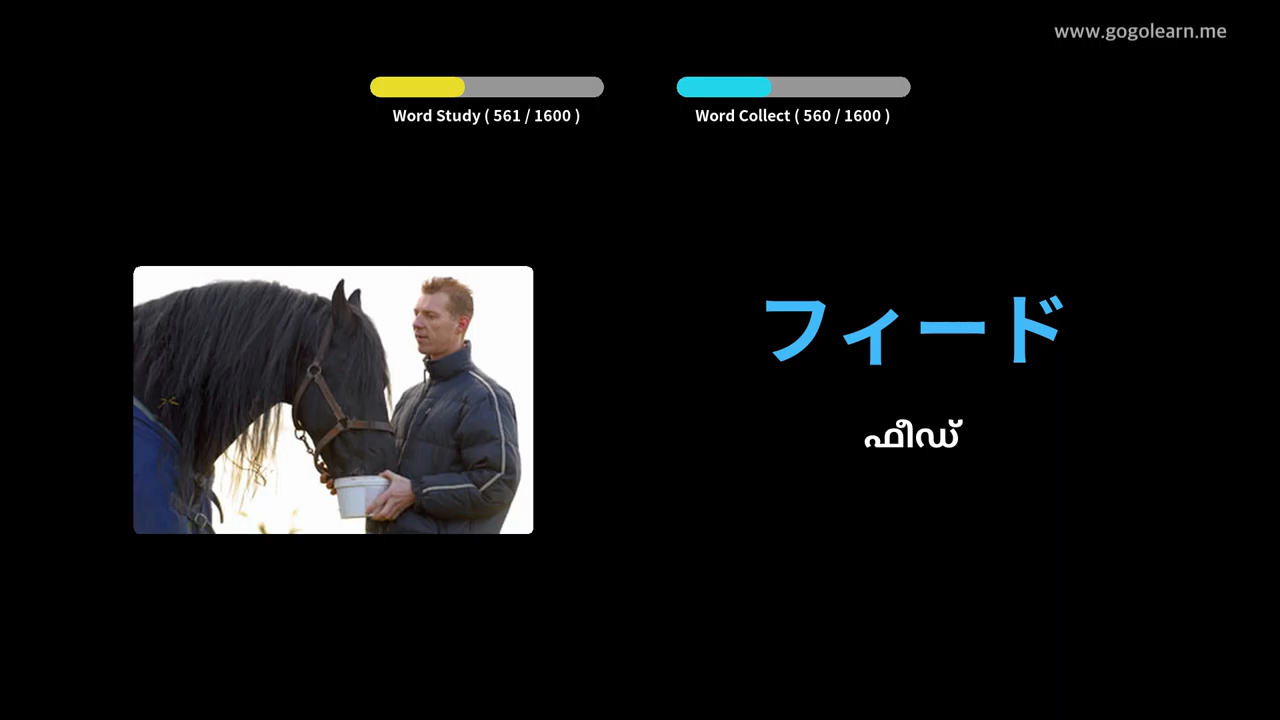 www.gogolearn.me
Word Study ( 561 / 1600 )
Word Collect ( 560 / 1600 )
フィード
ഫീഡ്